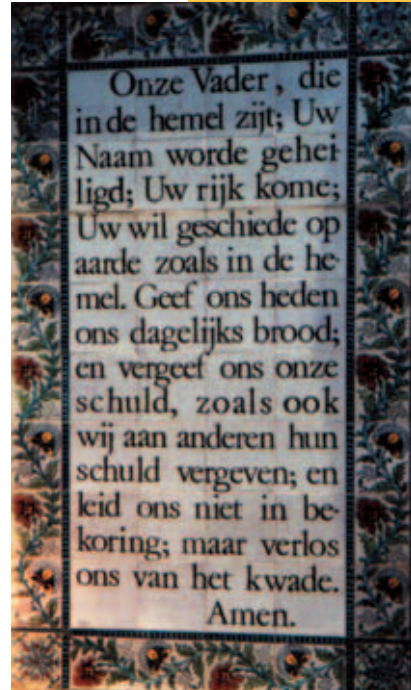 Onze Vader, die
in de hemel zijt; Uw
Naam worde gehei-
ligd; Uw rijk kome;
Uw wil geschiede op
aarde zoals in de he-
mel. Geef ons heden
ons dagelijks brood;
en vergeef ons onze
schuld, zoals ook
wij aan anderen hun
schuld vergeven; en
leid ons niet in be-
koring; maar verlos
ons van het kwade.
Amen.